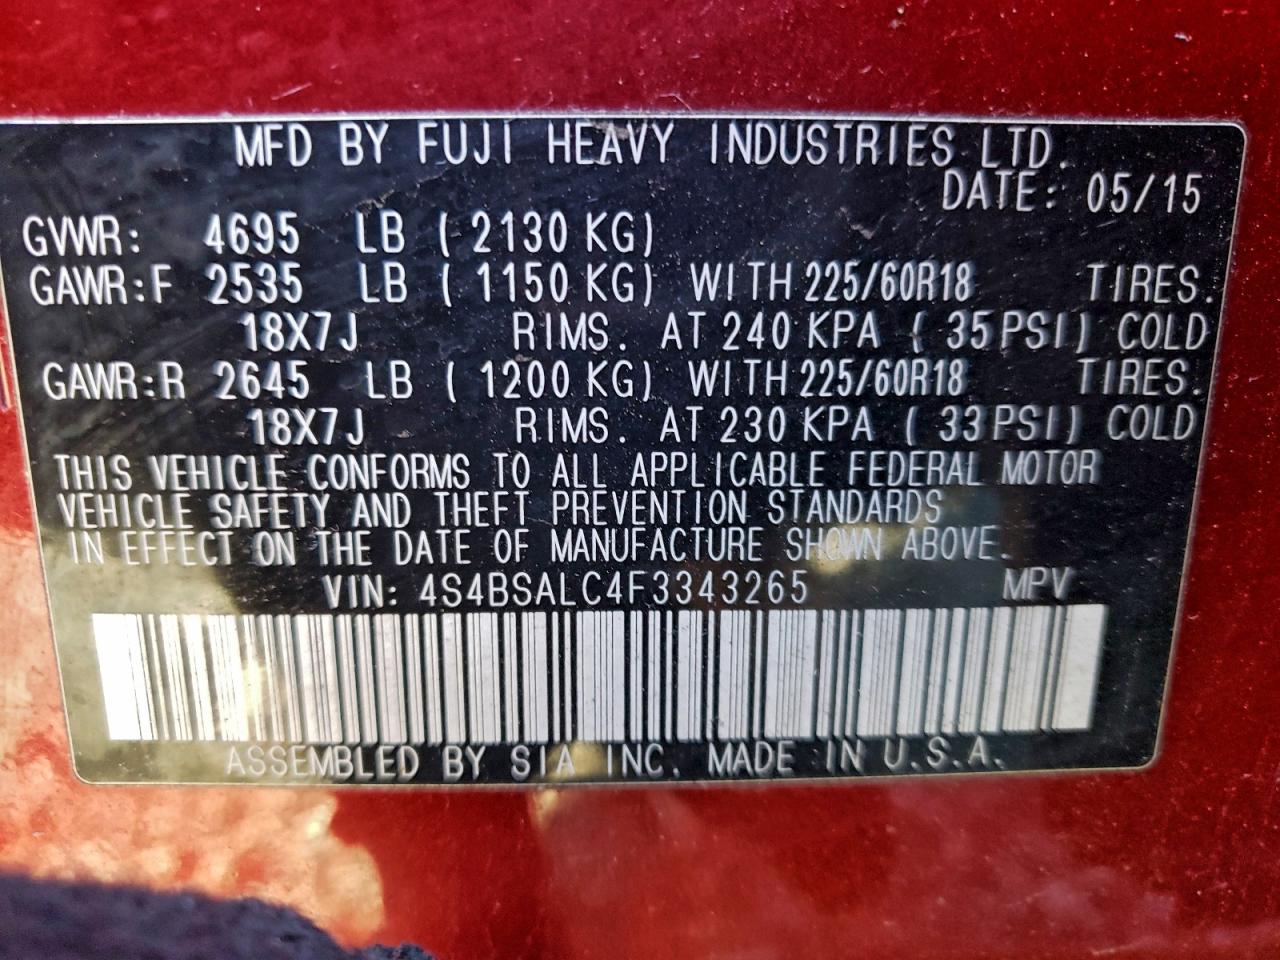 MFD BY FUJI HEAVY INDUSTRIES LTD.
DATE: 05/15
GVWR: 4695 LB ( 2130 KG)
GAWR:F 2535 LB ( 1150 KG) WITH 225/60R18 TIRES.
18X7J RIMS. AT 240 KPA ( 35 PSI) COLD
GAWR:R 2645 LB ( 1200 KG) WITH 225/60R18 TIRES.
18X7J RIMS. AT 230 KPA ( 33 PSI) COLD
THIS VEHICLE CONFORMS TO ALL APPLICABLE FEDERAL MOTOR
VEHICLE SAFETY AND THEFT PREVENTION STANDARDS
IN EFFECT ON THE DATE OF MANUFACTURE SHOWN ABOVE.
VIN: 4S4BSALC4F3343265 MPV
ASSEMBLED BY SIA INC. MADE IN U.S.A.